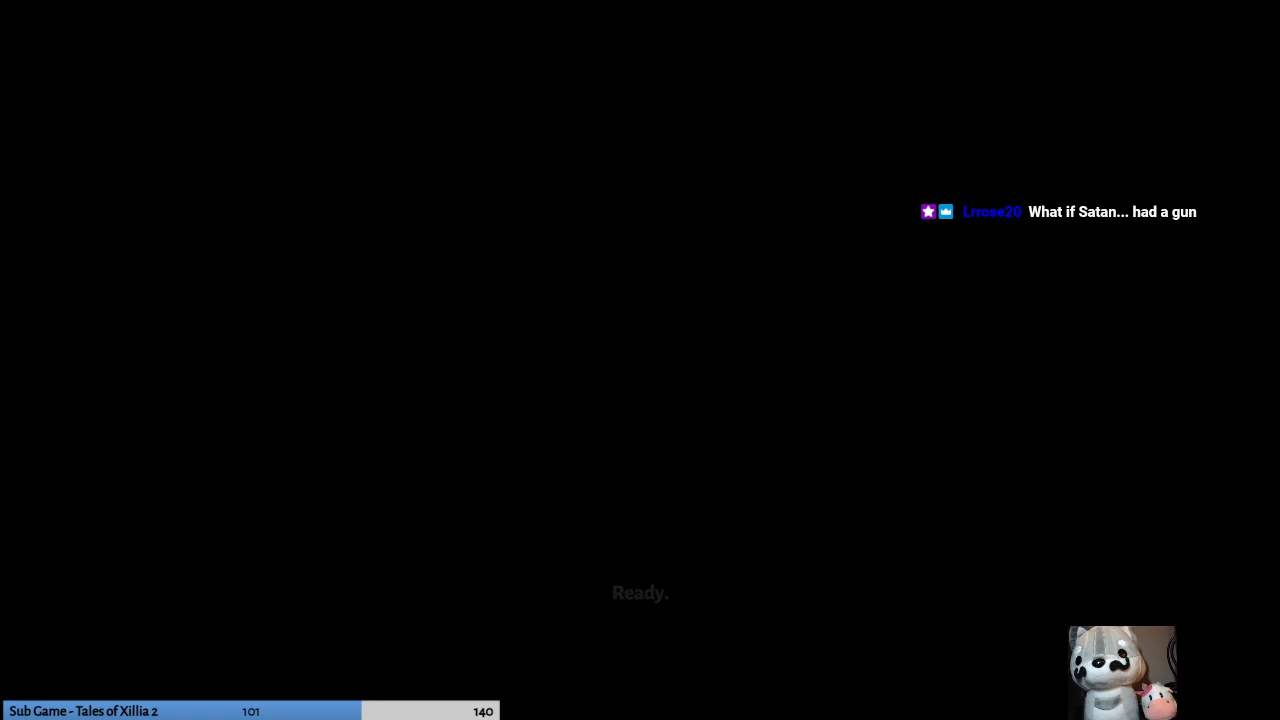 Lrrose20 What if Satan... had a gun
Ready.
Sub Game - Tales of Xillia 2 101 140